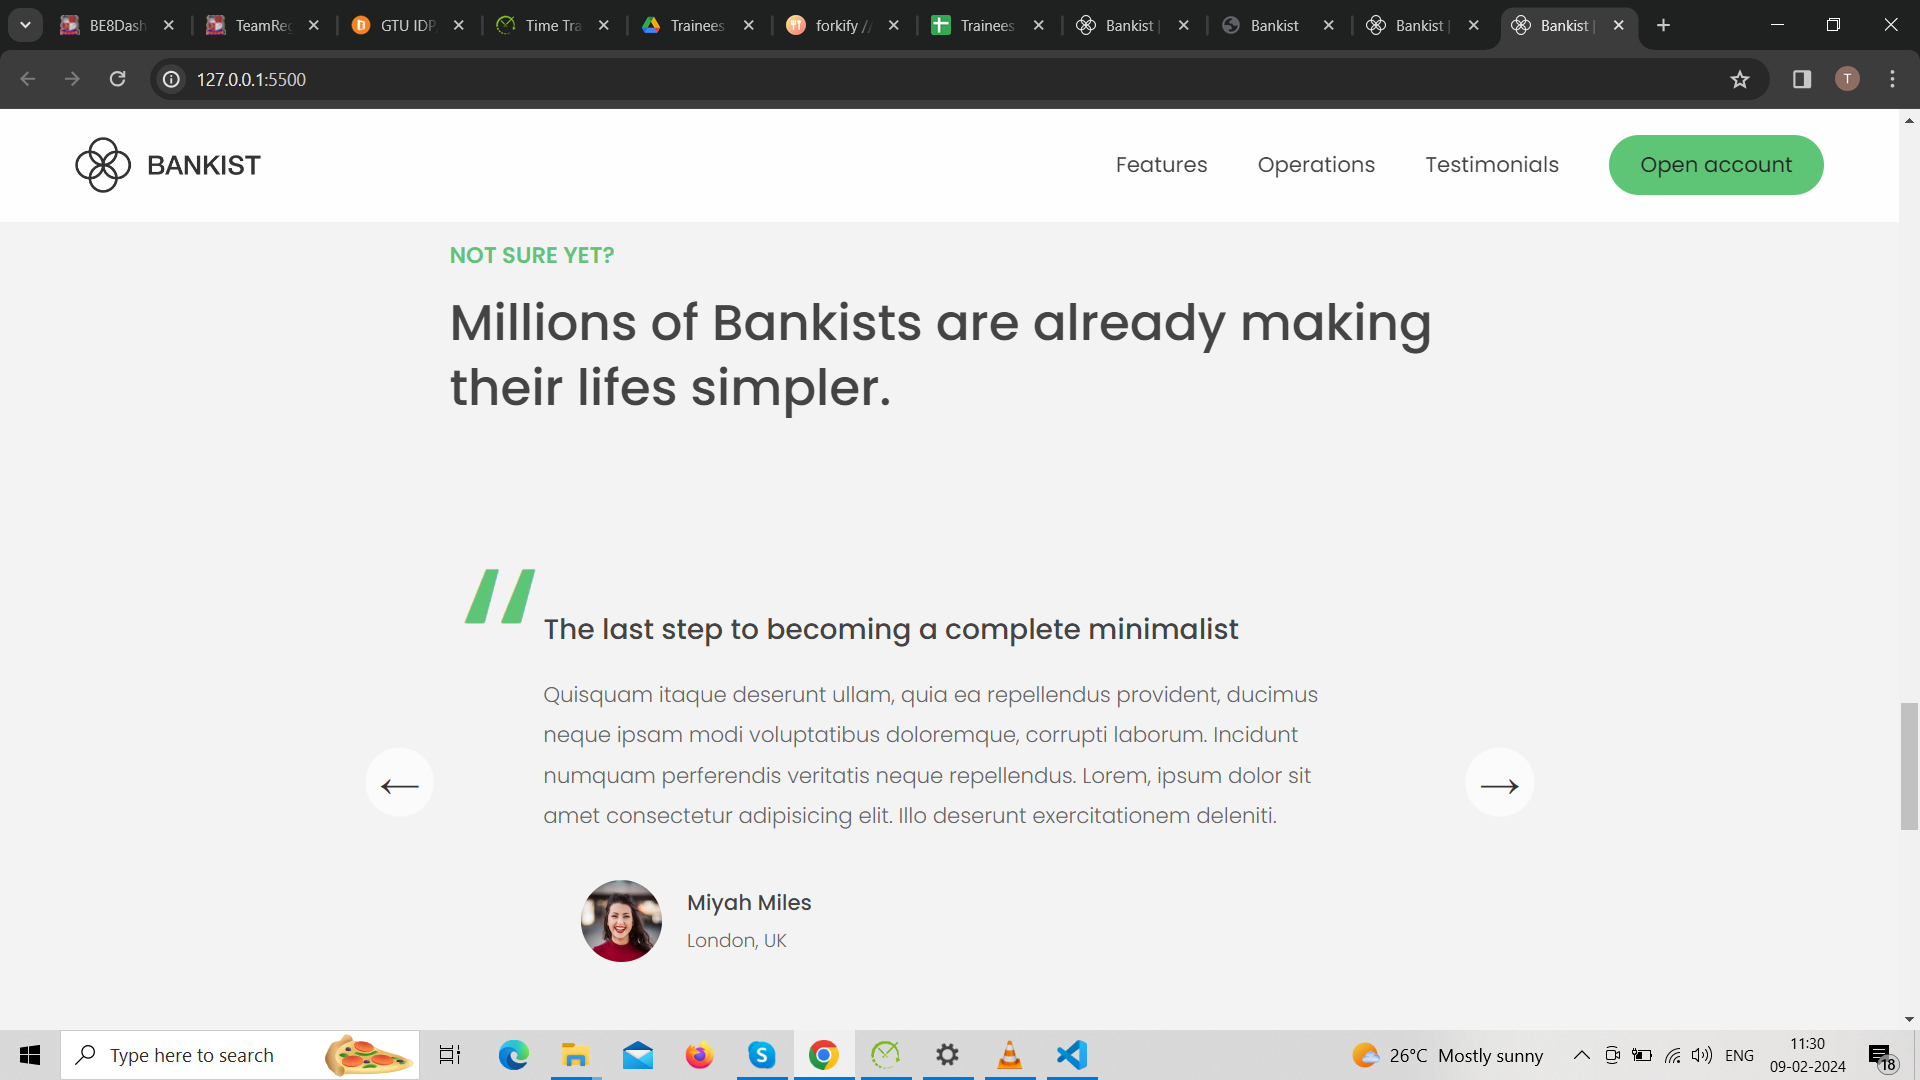 BE8Dash
TeamReg
GTU IDP
Time Tra
Trainees
forkify //
Trainees
Bankist |
Bankist
Bankist |
Bankist |
127.0.0.1:5500
T
BANKIST
Features
Operations
Testimonials
Open account
NOT SURE YET?
Millions of Bankists are already making
their lifes simpler.
The last step to becoming a complete minimalist
Quisquam itaque deserunt ullam, quia ea repellendus provident, ducimus
neque ipsam modi voluptatibus doloremque, corrupti laborum. Incidunt
numquam perferendis veritatis neque repellendus. Lorem, ipsum dolor sit
amet consectetur adipisicing elit. Illo deserunt exercitationem deleniti.
←
→
Miyah Miles
London, UK
Type here to search
26°C Mostly sunny
ENG
11:30
09-02-2024
18